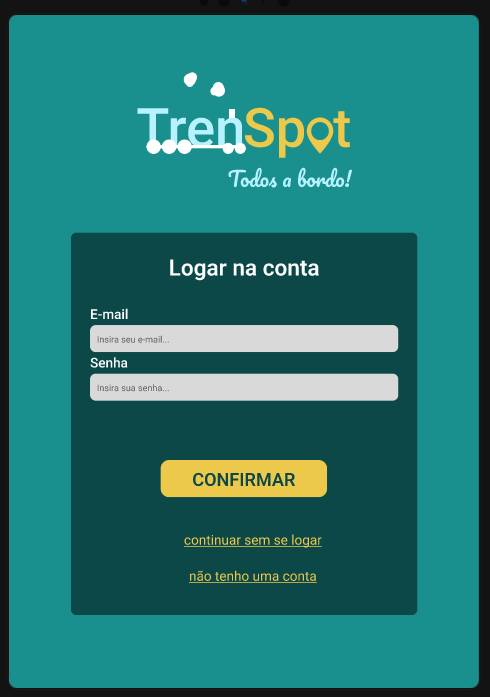 TrenSpot
Todos a bordo!
Logar na conta
E-mail
Insira seu e-mail...
Senha
Insira sua senha...
CONFIRMAR
continuar sem se logar
não tenho uma conta